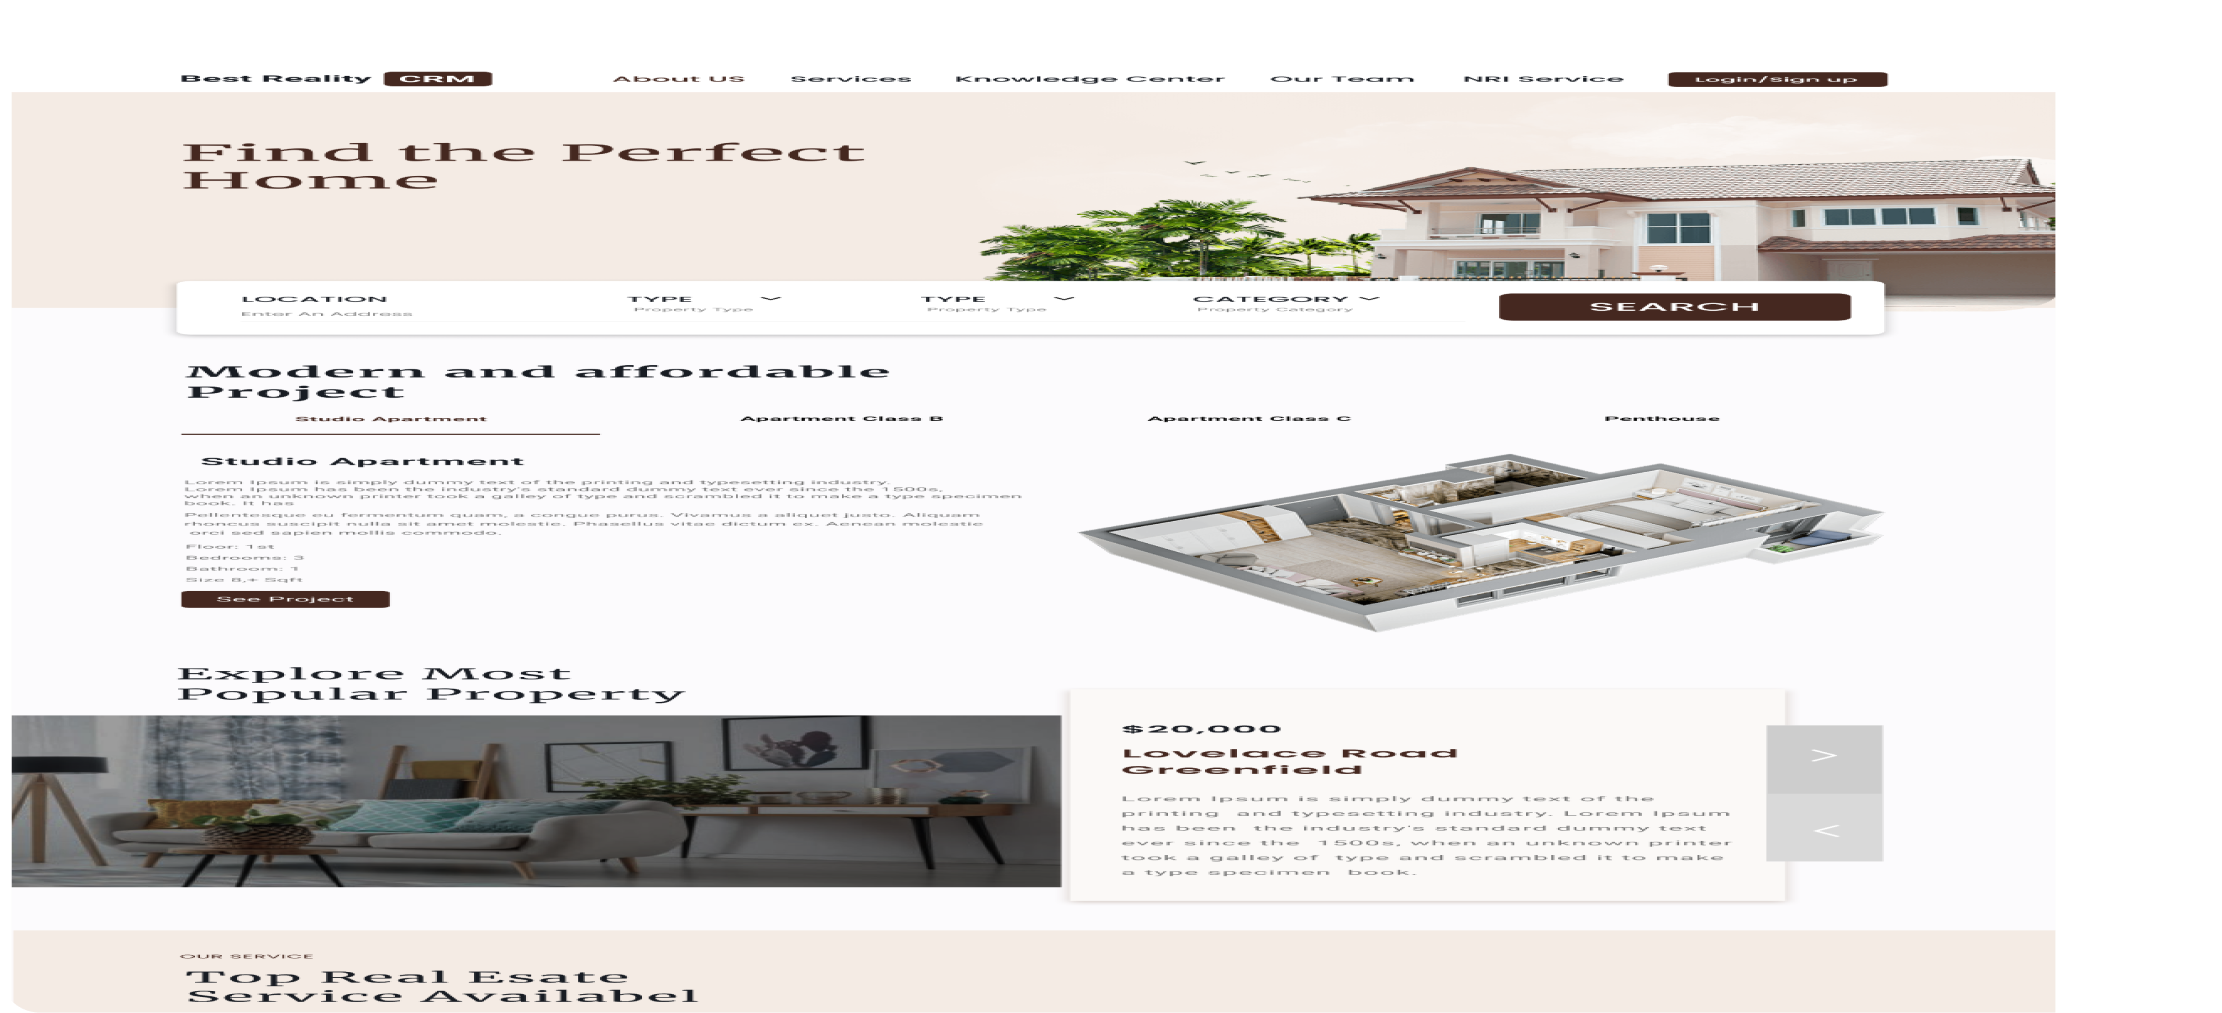 Best Reality CRM About US Services Knowledge Center Our Team NRI Service Login/Sign up
Find the Perfect
Home
LOCATION TYPE TYPE CATEGORY SEARCH
Enter An Address Property Type Property Type Property Category
Modern and affordable
Project
Studio Apartment Apartment Class B Apartment Class C Penthouse
Studio Apartment
Lorem Ipsum is simply dummy text of the printing and typesetting industry.
Lorem Ipsum has been the industry's standard dummy text ever since the 1500s,
when an unknown printer took a galley of type and scrambled it to make a type specimen
book. It has
Pellentesque eu fermentum quam, a congue purus. Vivamus a aliquet justo. Aliquam
rhoncus suscipit nulla sit amet molestie. Phasellus vitae dictum ex. Aenean molestie
orci sed sapien mollis commodo.
Floor: 1st
Bedrooms: 3
Bathroom: 1
Size 8,+ Sqft
See Project
Explore Most
Popular Property
$20,000
Lovelace Road
Greenfield
Lorem Ipsum is simply dummy text of the
printing and typesetting industry. Lorem Ipsum
has been the industry's standard dummy text
ever since the 1500s, when an unknown printer
took a galley of type and scrambled it to make
a type specimen book.
>
<
OUR SERVICE
Top Real Esate
Service Availabel